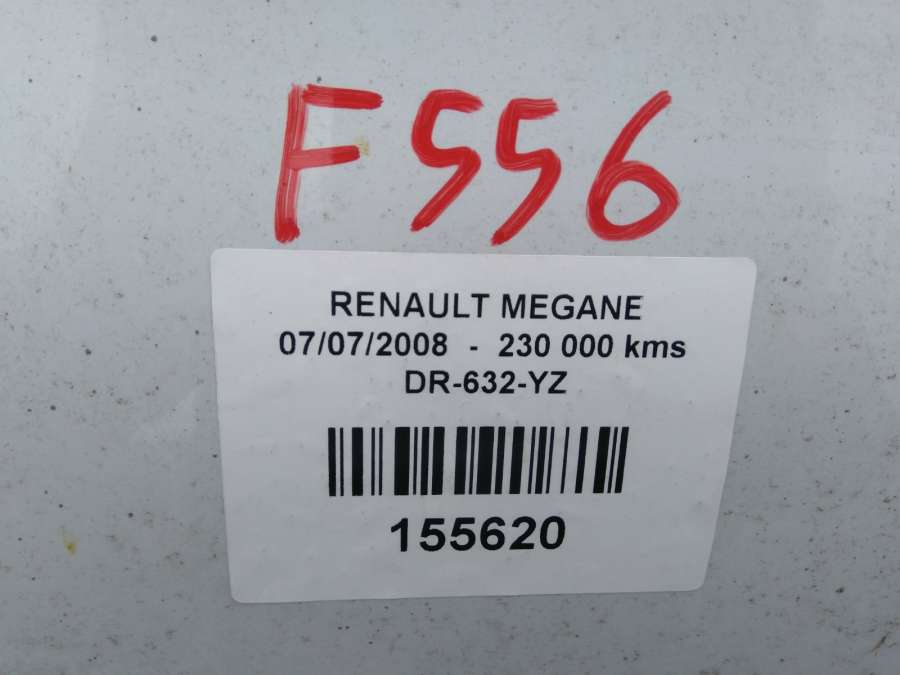 F556
RENAULT MEGANE
07/07/2008 - 230 000 kms
DR-632-YZ
155620